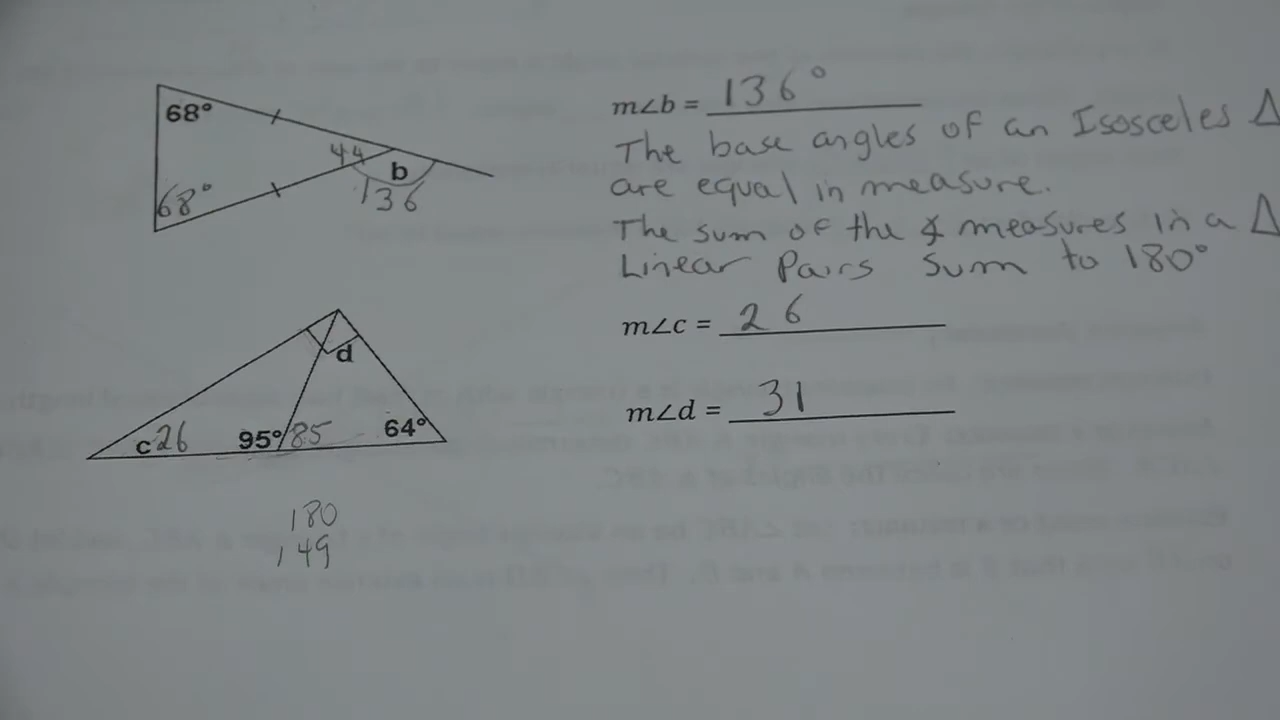 68°
44
b
136
68°
m∠b = 136°
The base angles of an Isosceles Δ
are equal in measure.
The sum of the ∡ measures in a Δ
Linear Pairs sum to 180°
m∠c = 26
d
m∠d = 31
c 26
95° 85
64°
180
149